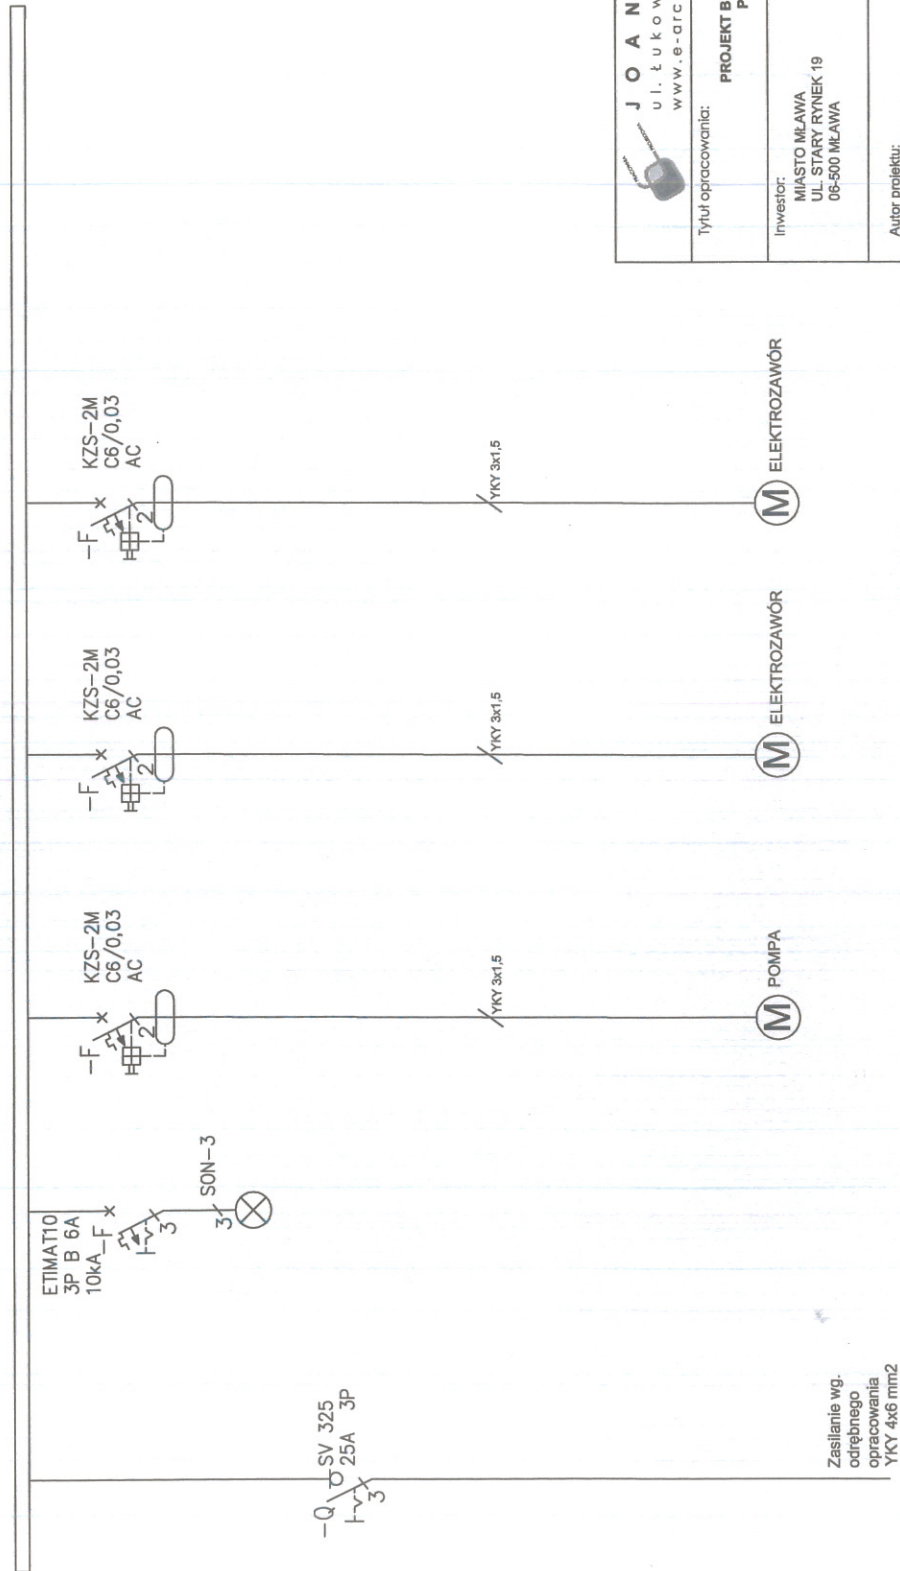 -Q
SV 325
25A 3P
3
Zasilanie wg.
odrębnego
opracowania
YKY 4x6 mm2
ETIMAT10
3P B 6A
10kA
-F
3
3
SON-3
KZS-2M
C6/0,03
AC
-F
2
YKY 3x1,5
M
POMPA
KZS-2M
C6/0,03
AC
-F
2
YKY 3x1,5
M
ELEKTROZAWÓR
KZS-2M
C6/0,03
AC
-F
2
YKY 3x1,5
M
ELEKTROZAWÓR
J O A N
ul. Łukow
www.e-arc
Tytuł opracowania:
PROJEKT B
P
Inwestor:
MIASTO MŁAWA
UL. STARY RYNEK 19
06-500 MŁAWA
Autor projektu: